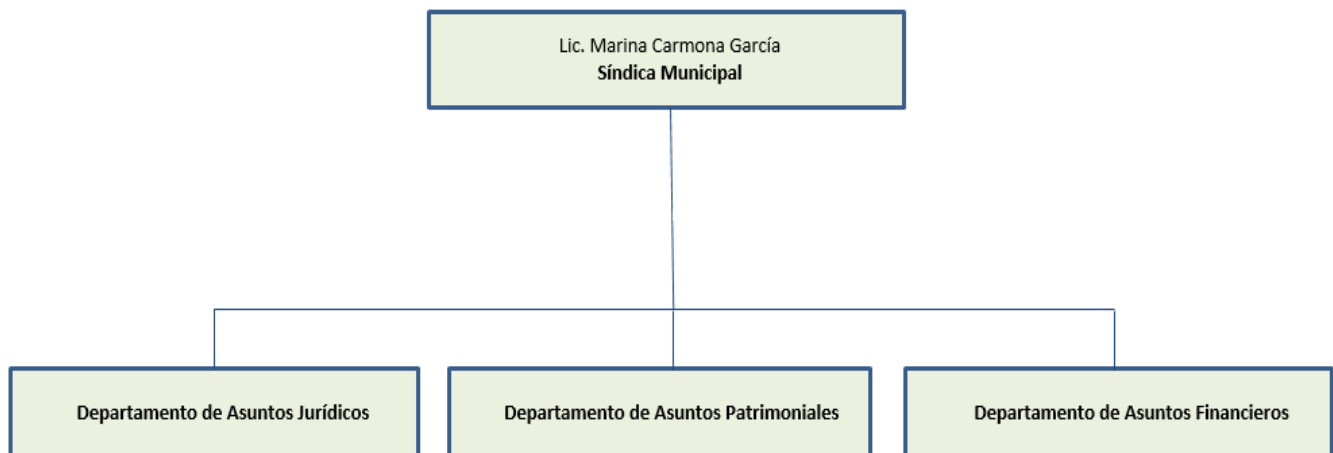 Lic. Marina Carmona García
Síndica Municipal
Departamento de Asuntos Jurídicos
Departamento de Asuntos Patrimoniales
Departamento de Asuntos Financieros